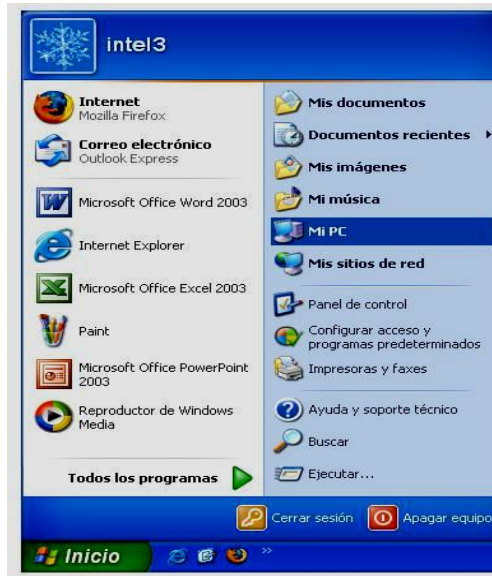 intel3
Internet
Mozilla Firefox
Correo electrónico
Outlook Express
Microsoft Office Word 2003
Internet Explorer
Microsoft Office Excel 2003
Paint
Microsoft Office PowerPoint
2003
Reproductor de Windows
Media
Todos los programas
Mis documentos
Documentos recientes
Mis imágenes
Mi música
Mi PC
Mis sitios de red
Panel de control
Configurar acceso y
programas predeterminados
Impresoras y faxes
Ayuda y soporte técnico
Buscar
Ejecutar...
Cerrar sesión
Apagar equipo
Inicio